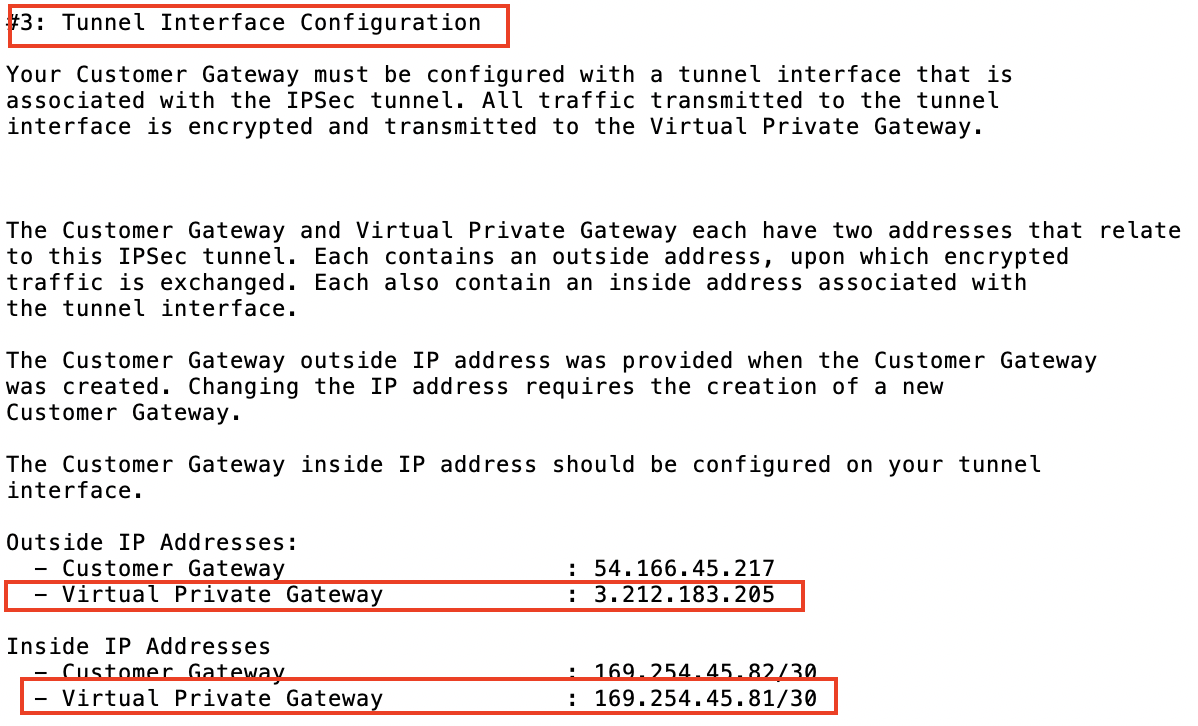 #3: Tunnel Interface Configuration
Your Customer Gateway must be configured with a tunnel interface that is
associated with the IPSec tunnel. All traffic transmitted to the tunnel
interface is encrypted and transmitted to the Virtual Private Gateway.
The Customer Gateway and Virtual Private Gateway each have two addresses that relate
to this IPSec tunnel. Each contains an outside address, upon which encrypted
traffic is exchanged. Each also contain an inside address associated with
the tunnel interface.
The Customer Gateway outside IP address was provided when the Customer Gateway
was created. Changing the IP address requires the creation of a new
Customer Gateway.
The Customer Gateway inside IP address should be configured on your tunnel
interface.
Outside IP Addresses:
– Customer Gateway : 54.166.45.217
– Virtual Private Gateway : 3.212.183.205
Inside IP Addresses
– Customer Gateway : 169.254.45.82/30
– Virtual Private Gateway : 169.254.45.81/30